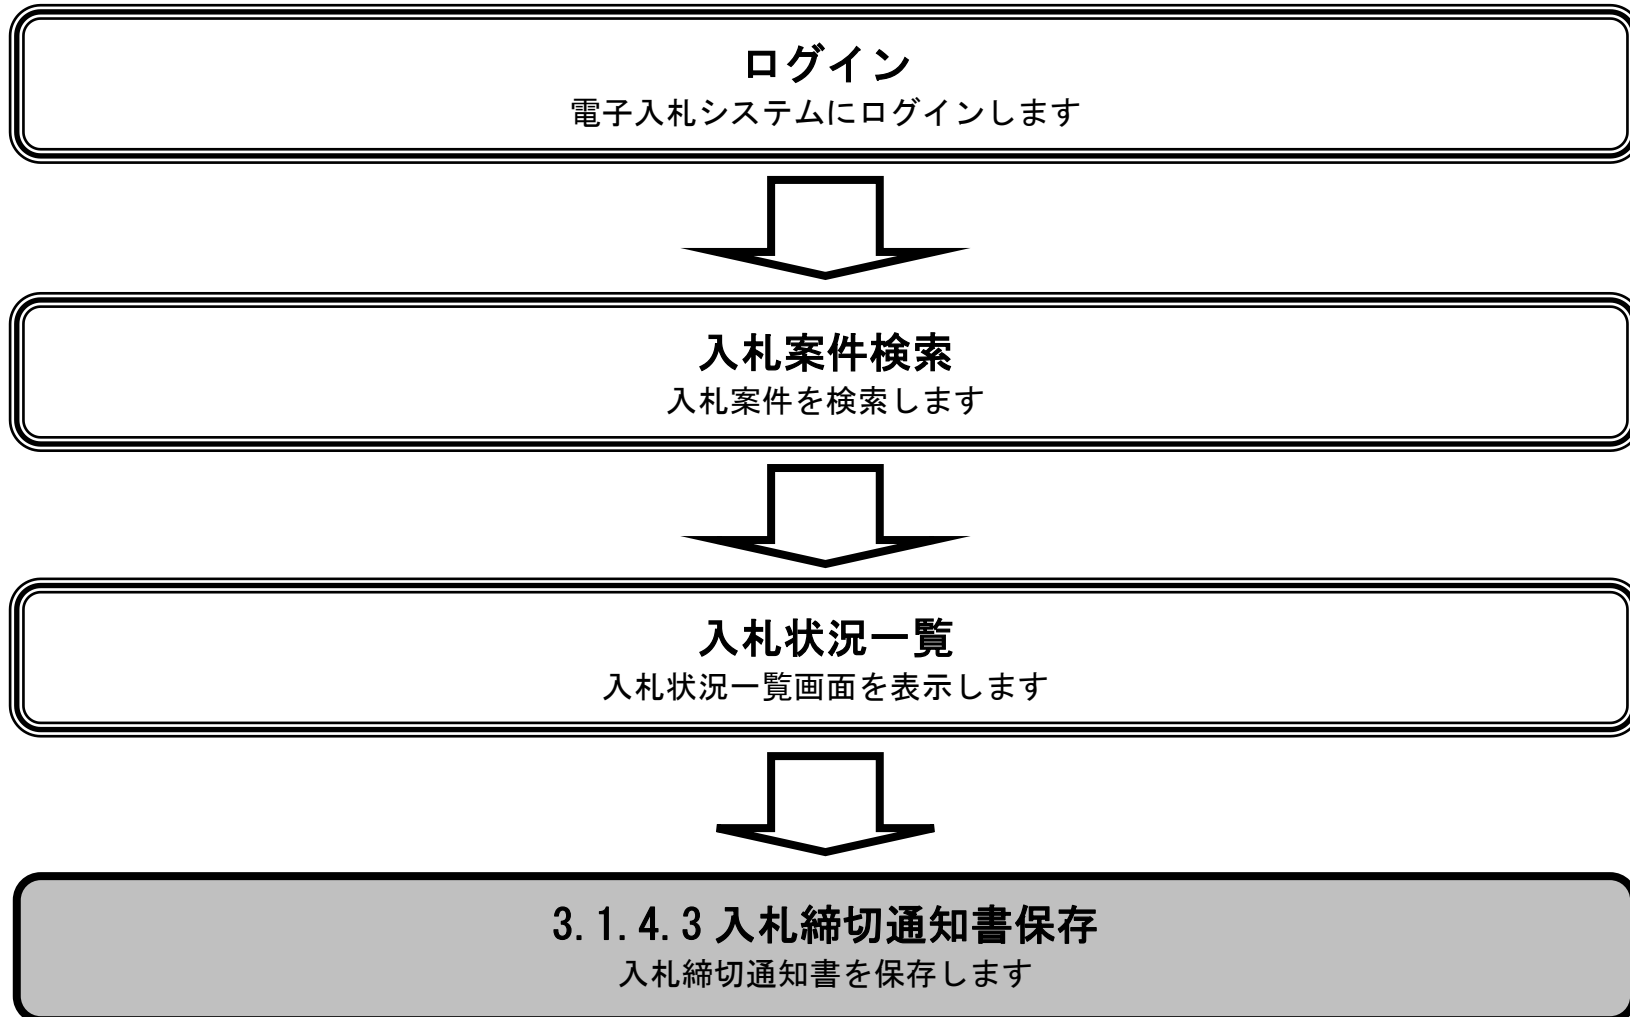 ログイン
電子入札システムにログインします
入札案件検索
入札案件を検索します
入札状況一覧
入札状況一覧画面を表示します
3.1.4.3 入札締切通知書保存
入札締切通知書を保存します